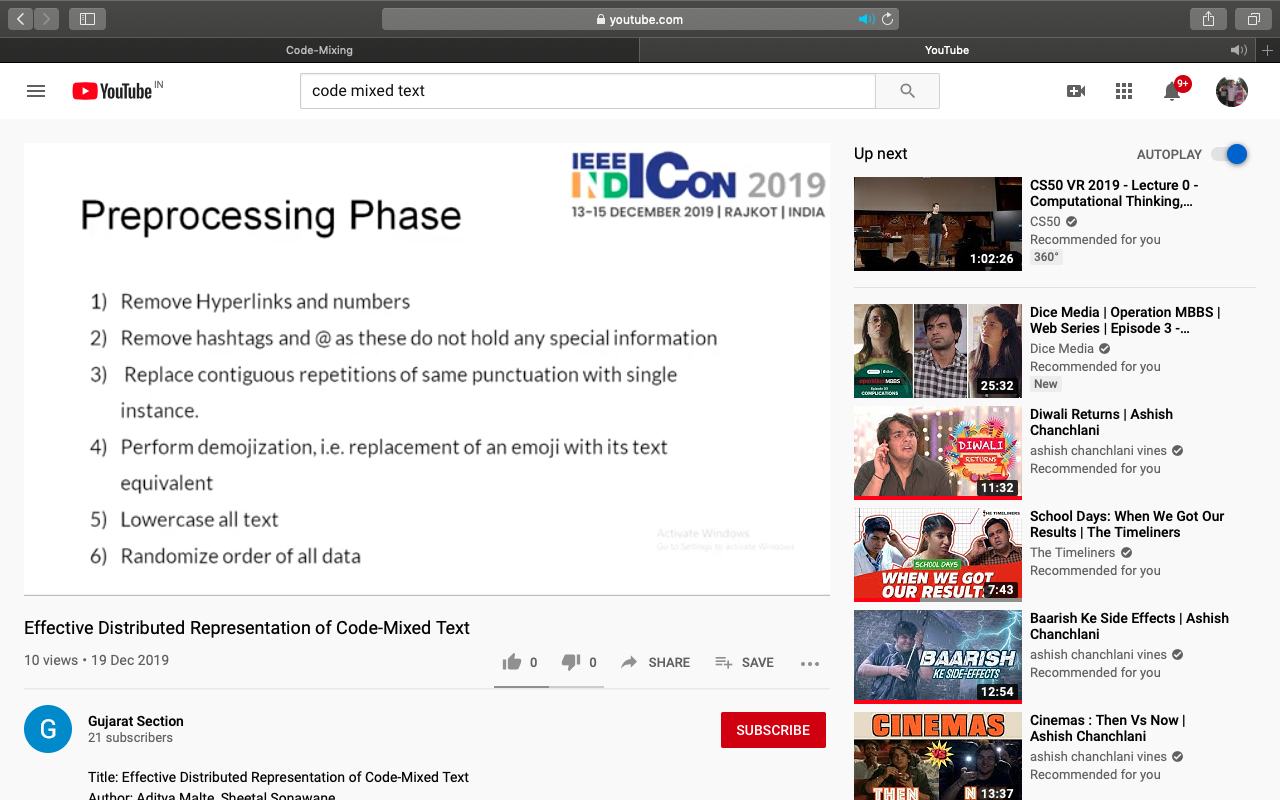 youtube.com
Code-Mixing
YouTube
YouTube IN
code mixed text
9+
IEEE
INDICON 2019
13-15 DECEMBER 2019 | RAJKOT | INDIA
Preprocessing Phase
1) Remove Hyperlinks and numbers
2) Remove hashtags and @ as these do not hold any special information
3) Replace contiguous repetitions of same punctuation with single
instance.
4) Perform demojization, i.e. replacement of an emoji with its text
equivalent
5) Lowercase all text
6) Randomize order of all data
Activate Windows
Go to Settings to activate Windows
Effective Distributed Representation of Code-Mixed Text
10 views • 19 Dec 2019
0
0
SHARE
SAVE
G
Gujarat Section
21 subscribers
SUBSCRIBE
Title: Effective Distributed Representation of Code-Mixed Text
Author: Aditya Malte, Sheetal Sonawane
Up next
AUTOPLAY
1:02:26
CS50 VR 2019 - Lecture 0 -
Computational Thinking,...
CS50
Recommended for you
360°
operation MBBS
COMPLICATIONS
25:32
Dice Media | Operation MBBS |
Web Series | Episode 3 -...
Dice Media
Recommended for you
New
DIWALI
RETURNS
11:32
Diwali Returns | Ashish
Chanchlani
ashish chanchlani vines
Recommended for you
THE TIMELINERS
SCHOOL DAYS
WHEN WE GOT
OUR RESULT
7:43
School Days: When We Got Our
Results | The Timeliners
The Timeliners
Recommended for you
BAARISH
KE SIDE-EFFECTS
12:54
Baarish Ke Side Effects | Ashish
Chanchlani
ashish chanchlani vines
Recommended for you
CINEMAS
VS
THEN
N
13:37
Cinemas : Then Vs Now |
Ashish Chanchlani
ashish chanchlani vines
Recommended for you